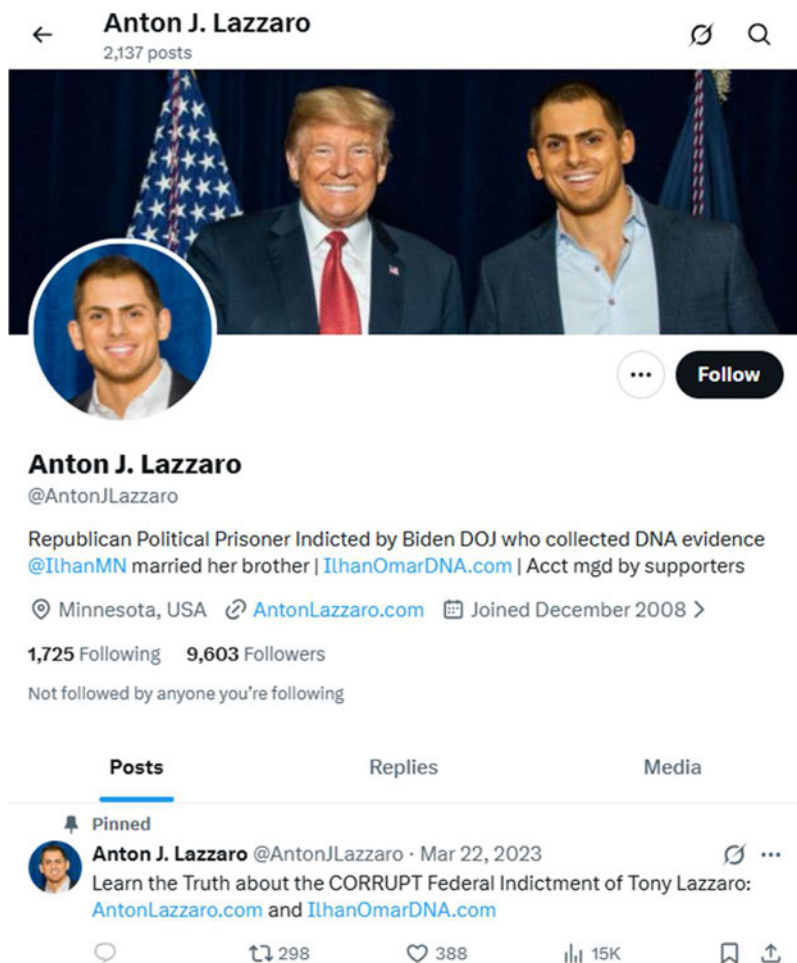 Anton J. Lazzaro
2,137 posts
Follow
Anton J. Lazzaro
@AntonJLazzaro
Republican Political Prisoner Indicted by Biden DOJ who collected DNA evidence
@IlhanMN married her brother | IlhanOmarDNA.com | Acct mgd by supporters
Minnesota, USA AntonLazzaro.com Joined December 2008
1,725 Following 9,603 Followers
Not followed by anyone you're following
Posts Replies Media
Pinned
Anton J. Lazzaro @AntonJLazzaro · Mar 22, 2023
Learn the Truth about the CORRUPT Federal Indictment of Tony Lazzaro:
AntonLazzaro.com and IlhanOmarDNA.com
298 388 15K